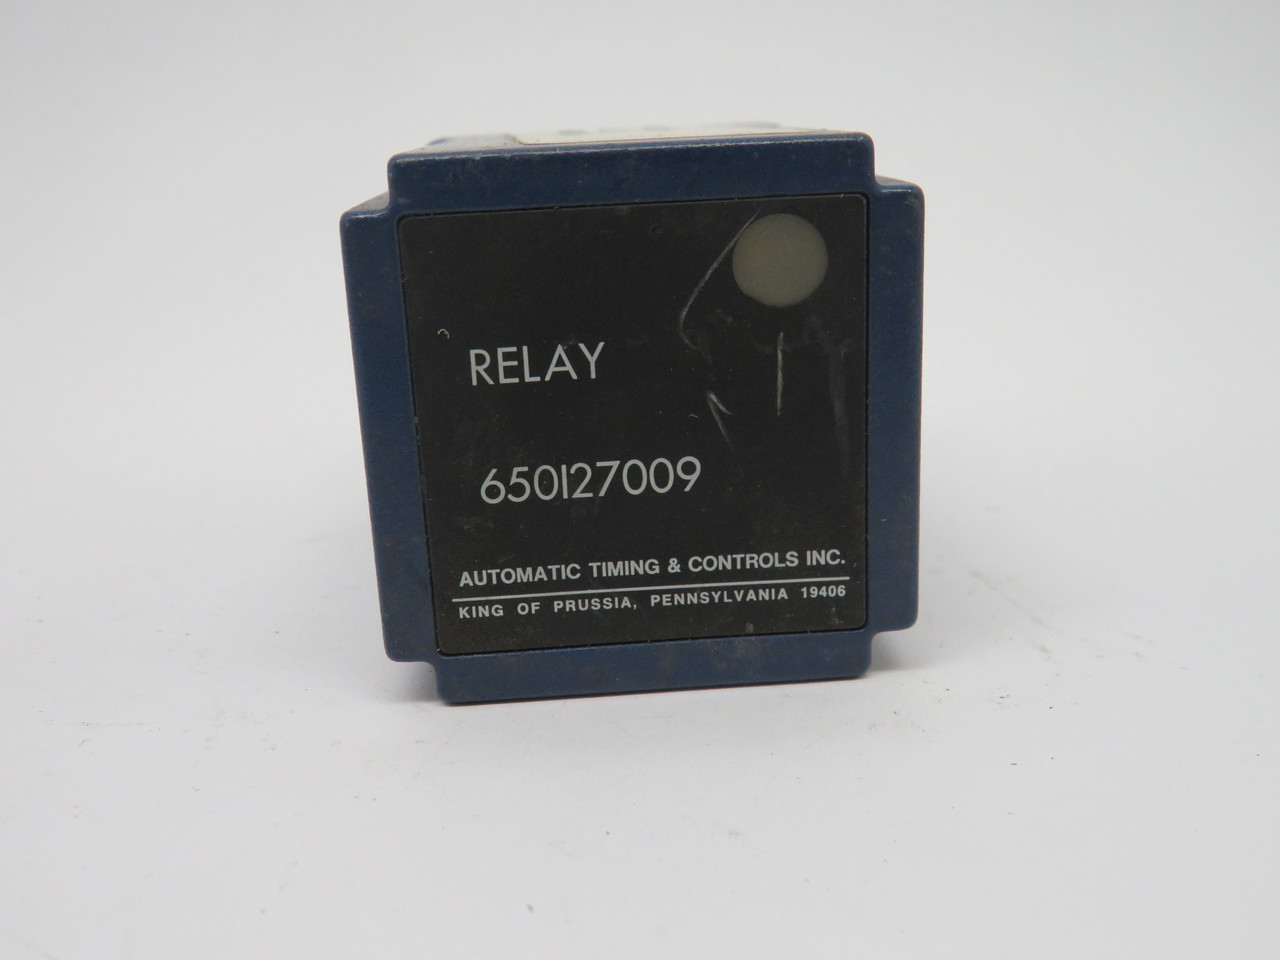 RELAY
650127009
AUTOMATIC TIMING & CONTROLS INC.
KING OF PRUSSIA, PENNSYLVANIA 19406